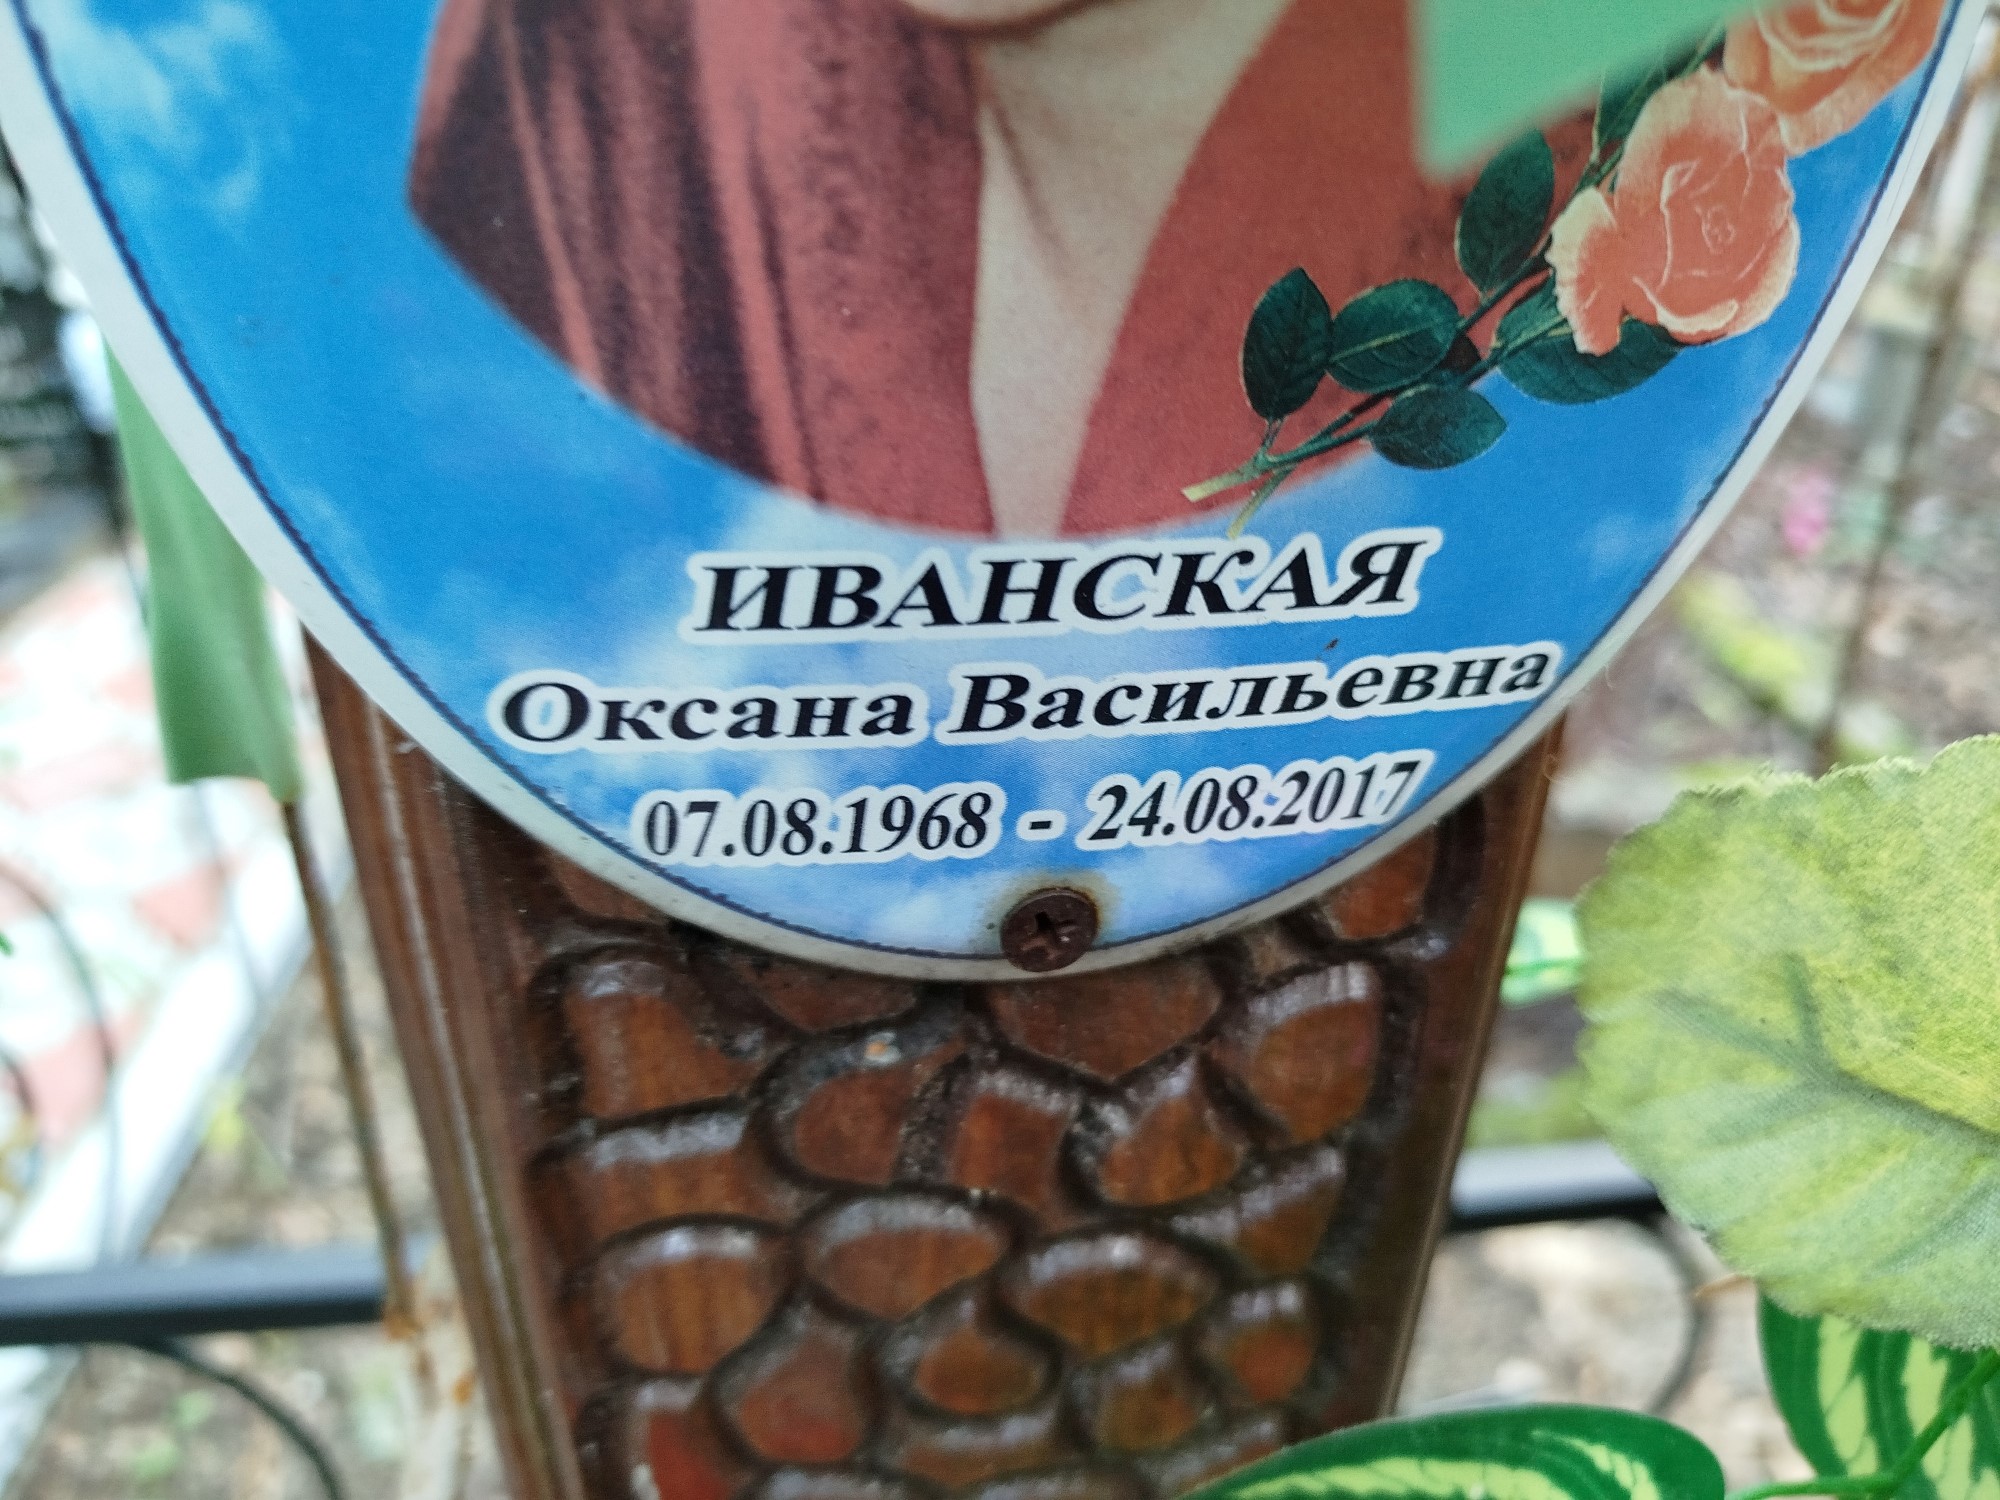 ИВАНСКАЯ
Оксана Васильевна
07.08.1968 - 24.08.2017